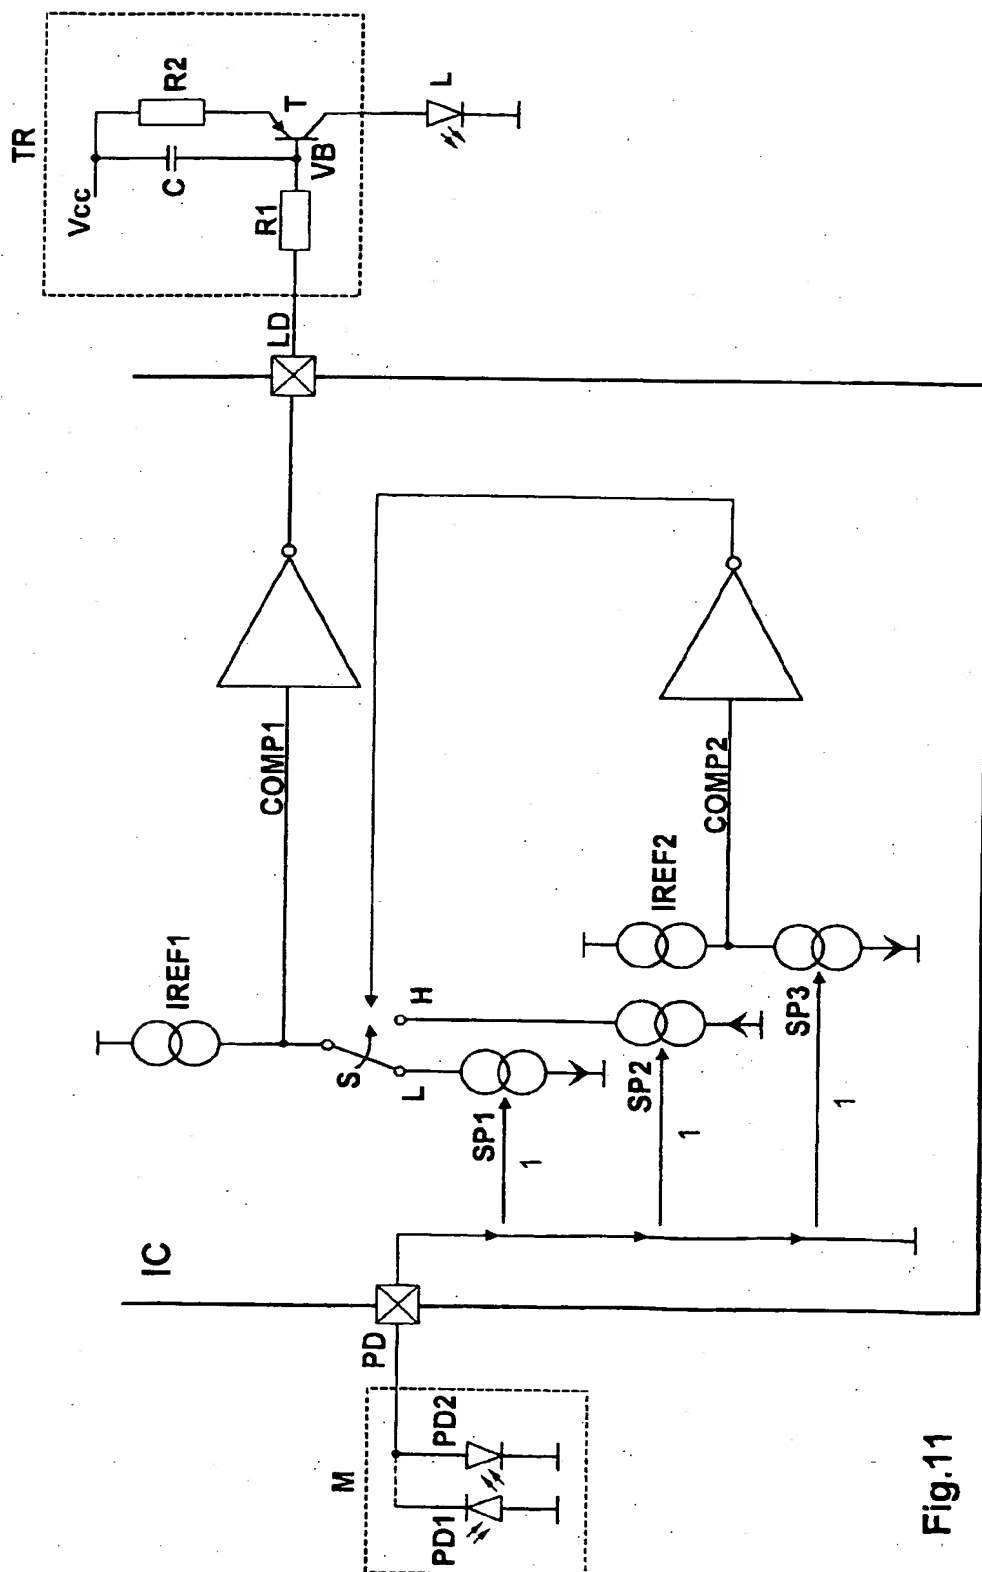 TR
Vcc
R2
C
T
VB
R1
L
LD
COMP1
IREF1
S
L
H
SP1
1
SP2
1
SP3
1
IREF2
COMP2
IC
PD
M
PD1
PD2
Fig.11